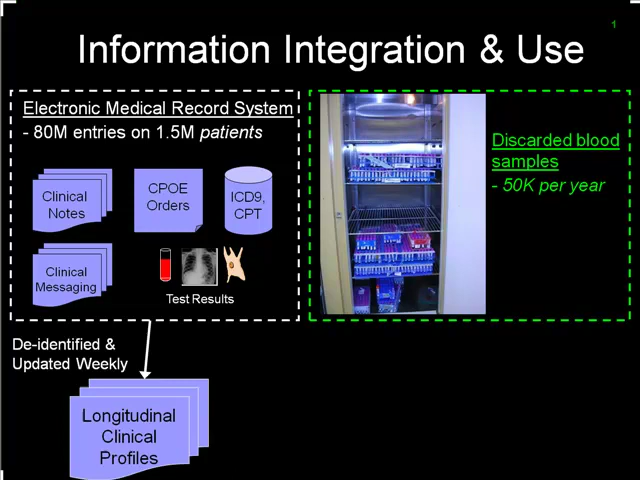 1
Information Integration & Use
Electronic Medical Record System
- 80M entries on 1.5M patients
Clinical
Notes
CPOE
Orders
ICD9,
CPT
Clinical
Messaging
Test Results
Discarded blood
samples
- 50K per year
De-identified &
Updated Weekly
Longitudinal
Clinical
Profiles